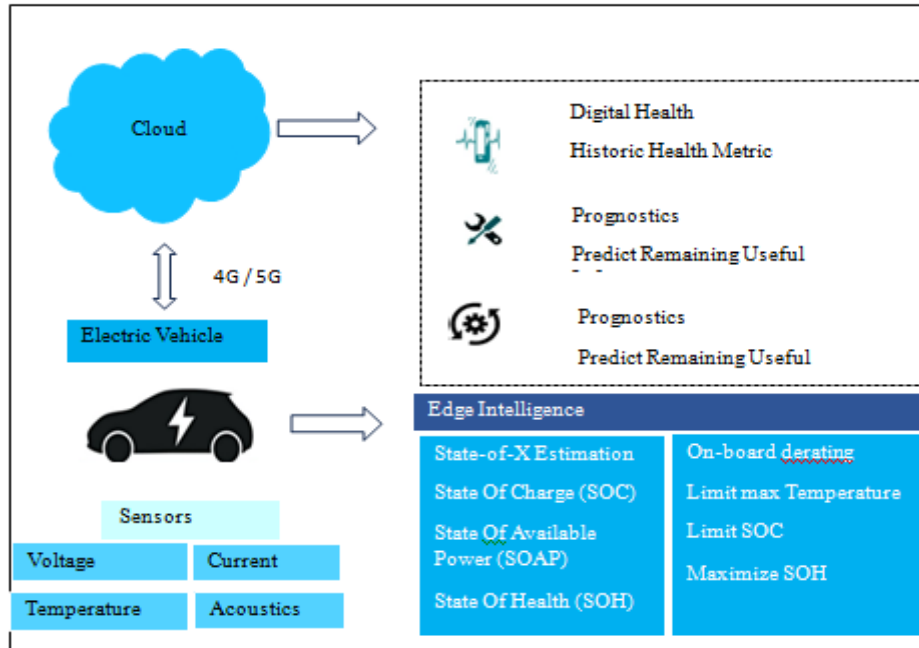 Cloud
Digital Health
Historic Health Metric
Prognostics
Predict Remaining Useful
4G / 5G
Electric Vehicle
Prognostics
Predict Remaining Useful
Edge Intelligence
State-of-X Estimation
State Of Charge (SOC)
State Of Available
Power (SOAP)
State Of Health (SOH)
On-board derating
Limit max Temperature
Limit SOC
Maximize SOH
Sensors
Voltage
Current
Temperature
Acoustics